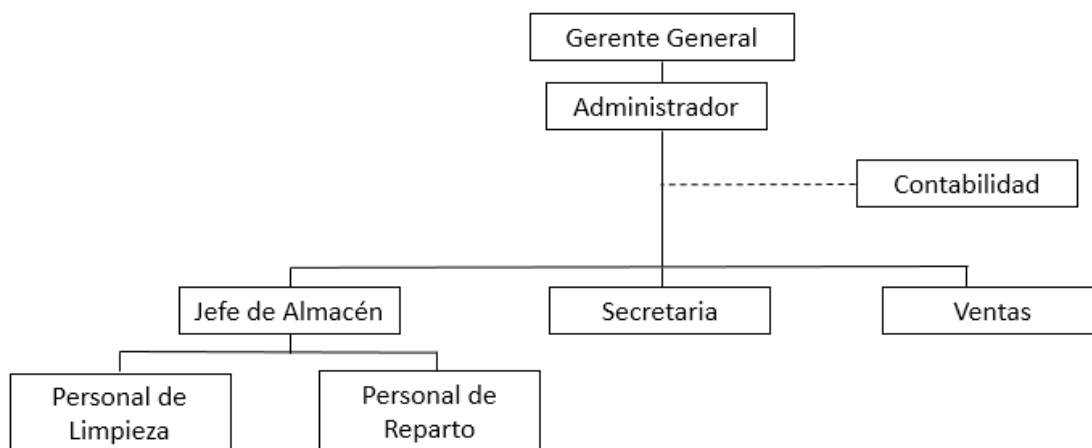 Gerente General
Administrador
Contabilidad
Jefe de Almacén
Secretaria
Ventas
Personal de
Limpieza
Personal de
Reparto